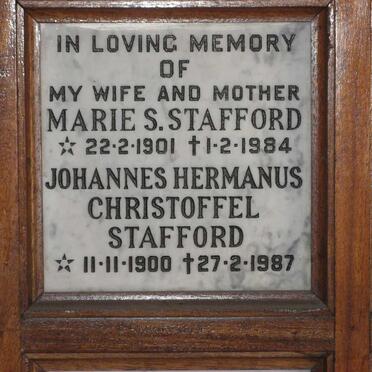 IN LOVING MEMORY
OF
MY WIFE AND MOTHER
MARIE S. STAFFORD
☆ 22·2·1901 †1·2·1984
JOHANNES HERMANUS
CHRISTOFFEL
STAFFORD
☆ 11·11·1900 †27·2·1987